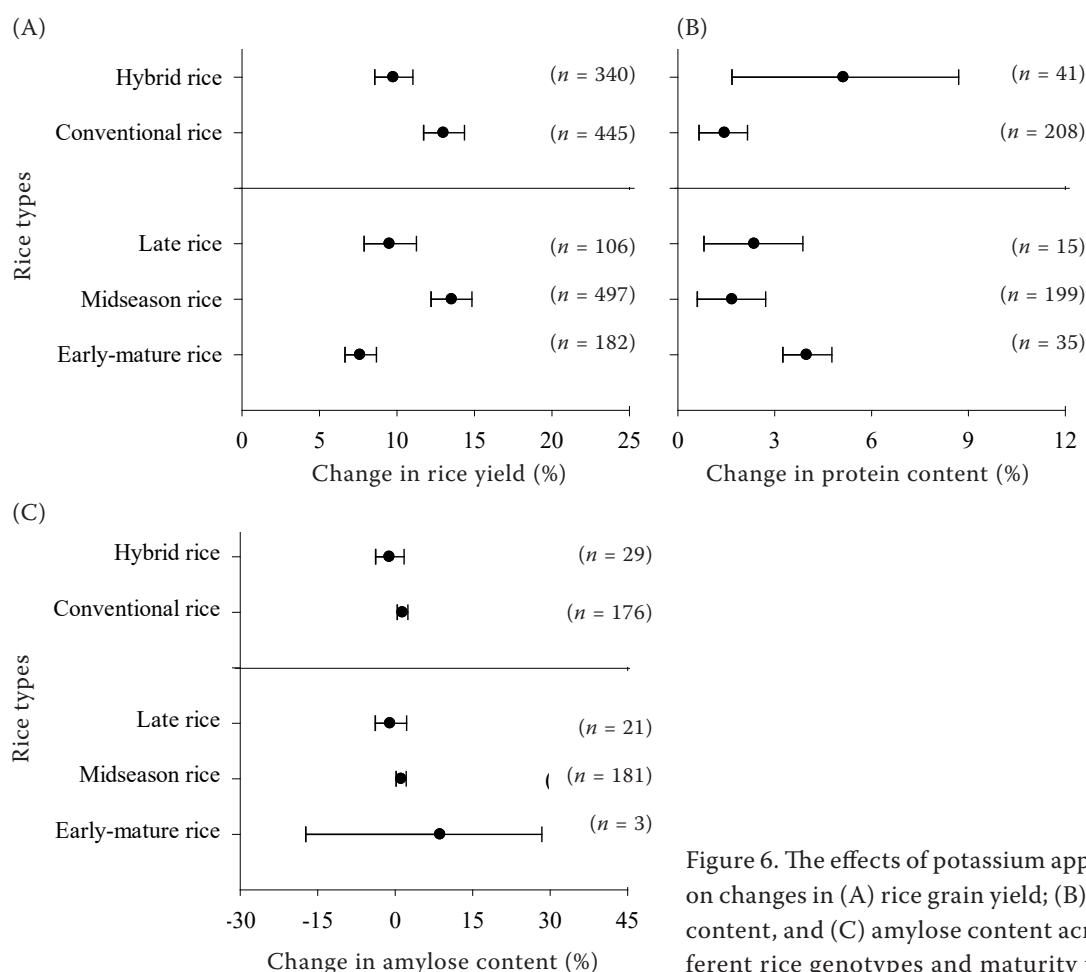 (A)
Hybrid rice
(n = 340)
Conventional rice
(n = 445)
Late rice
(n = 106)
Midseason rice
(n = 497)
Early-mature rice
(n = 182)
Rice types
0 5 10 15 20 25
Change in rice yield (%)
(B)
(n = 41)
(n = 208)
(n = 15)
(n = 199)
(n = 35)
0 3 6 9 12
Change in protein content (%)
(C)
Hybrid rice
(n = 29)
Conventional rice
(n = 176)
Late rice
(n = 21)
Midseason rice
(n = 181)
Early-mature rice
(n = 3)
Rice types
-30 -15 0 15 30 45
Change in amylose content (%)
Figure 6. The effects of potassium app
on changes in (A) rice grain yield; (B)
content, and (C) amylose content acr
ferent rice genotypes and maturity